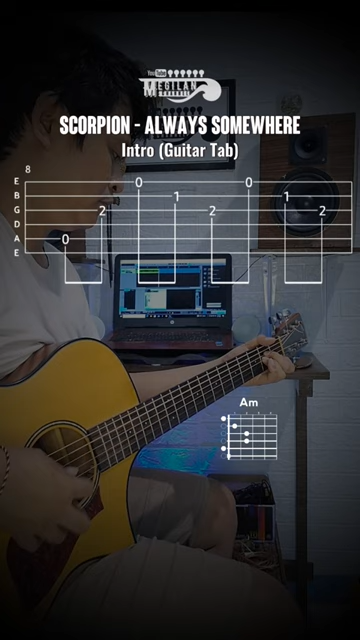 YouTube
MEGILAN
SCORPION - ALWAYS SOMEWHERE
Intro (Guitar Tab)
8
E 0 0
B 1 1
G 2 2 2
D
A 0
E
Am